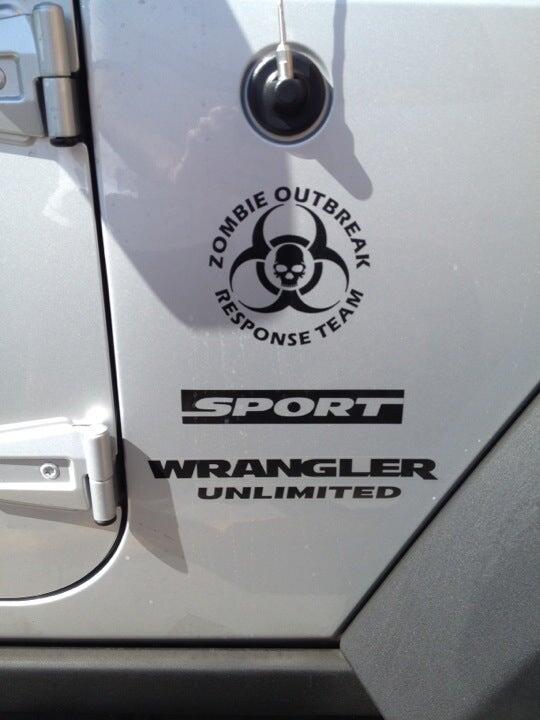 ZOMBIE OUTBREAK
RESPONSE TEAM
SPORT
WRANGLER
UNLIMITED